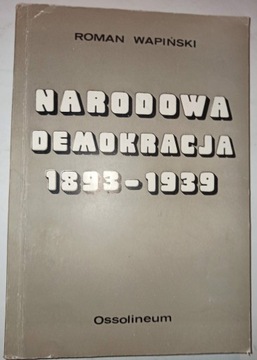 ROMAN WAPIŃSKI
NARODOWA
DEMOKRACJA
1893-1939
Ossolineum